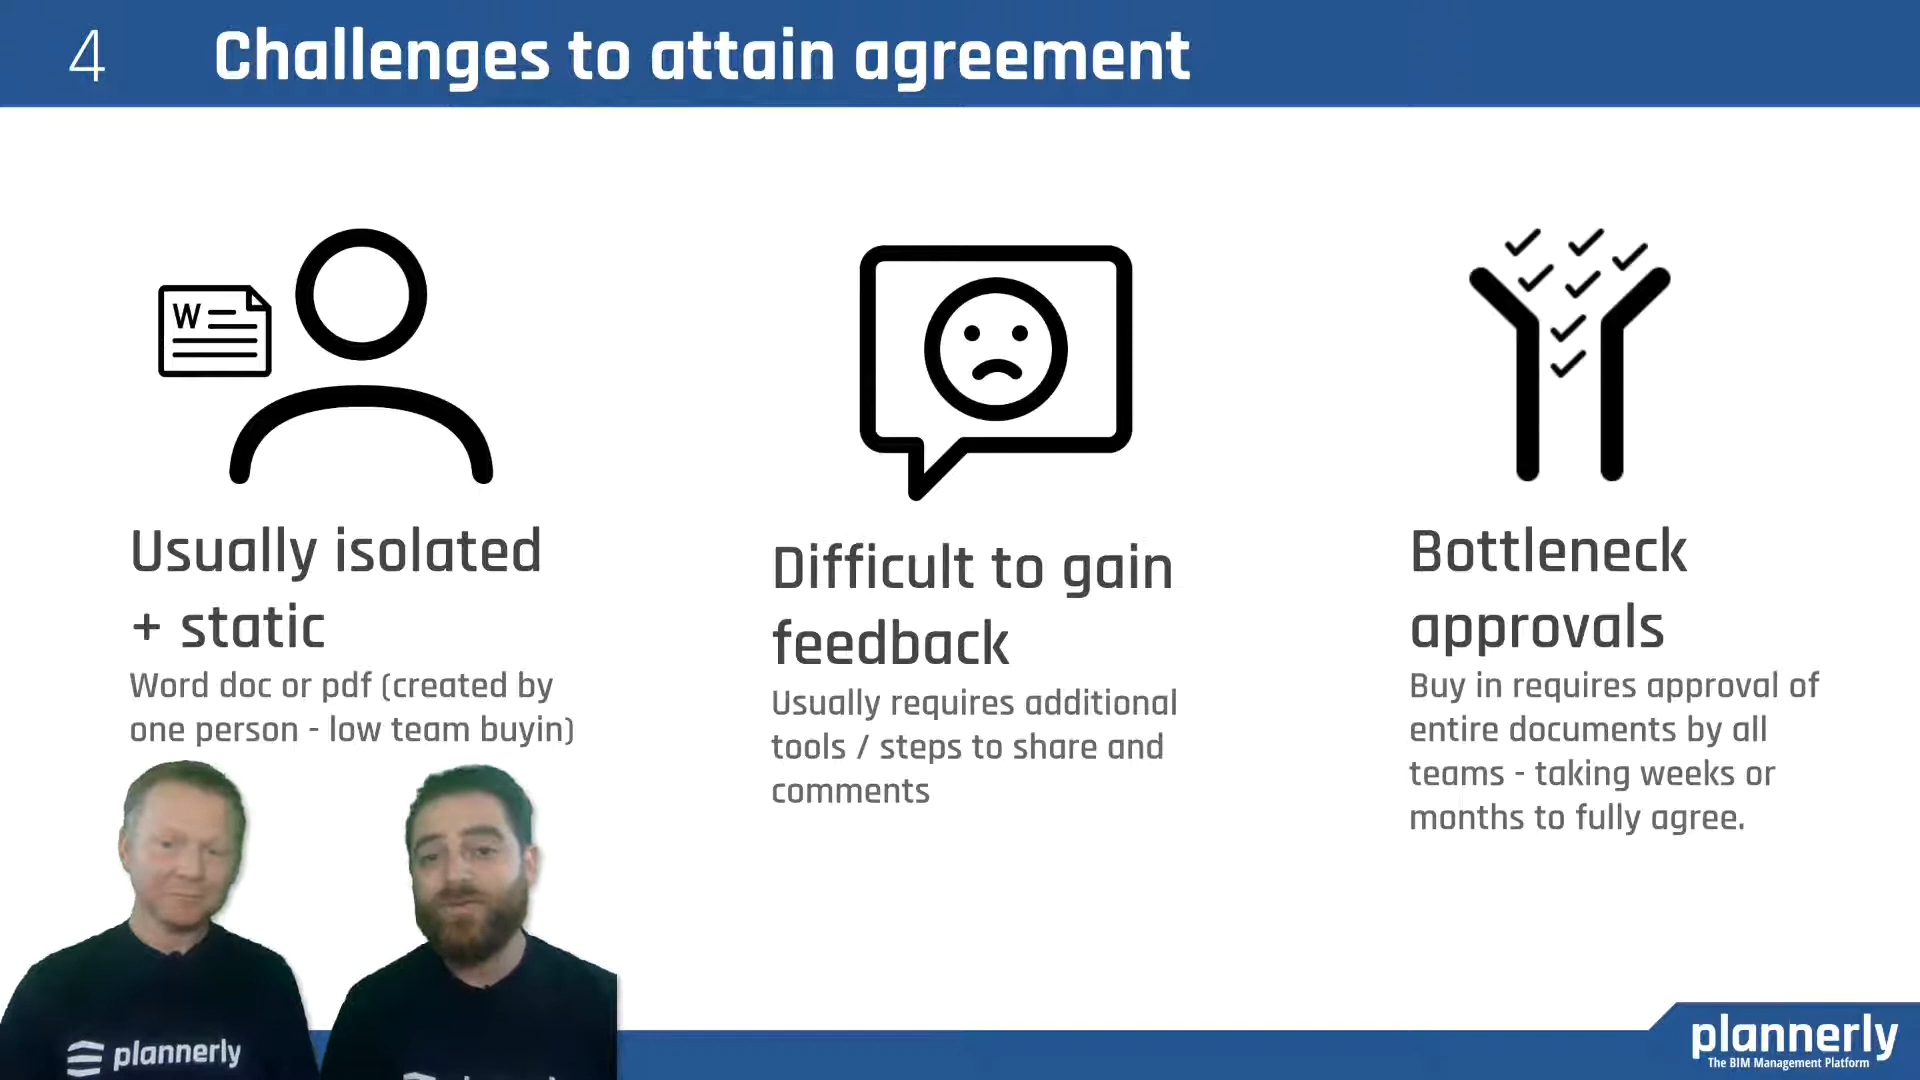 4
Challenges to attain agreement
W
Usually isolated
+ static
Word doc or pdf (created by
one person - low team buyin)
Difficult to gain
feedback
Usually requires additional
tools / steps to share and
comments
Bottleneck
approvals
Buy in requires approval of
entire documents by all
teams - taking weeks or
months to fully agree.
plannerly
plannerly
The BIM Management Platform